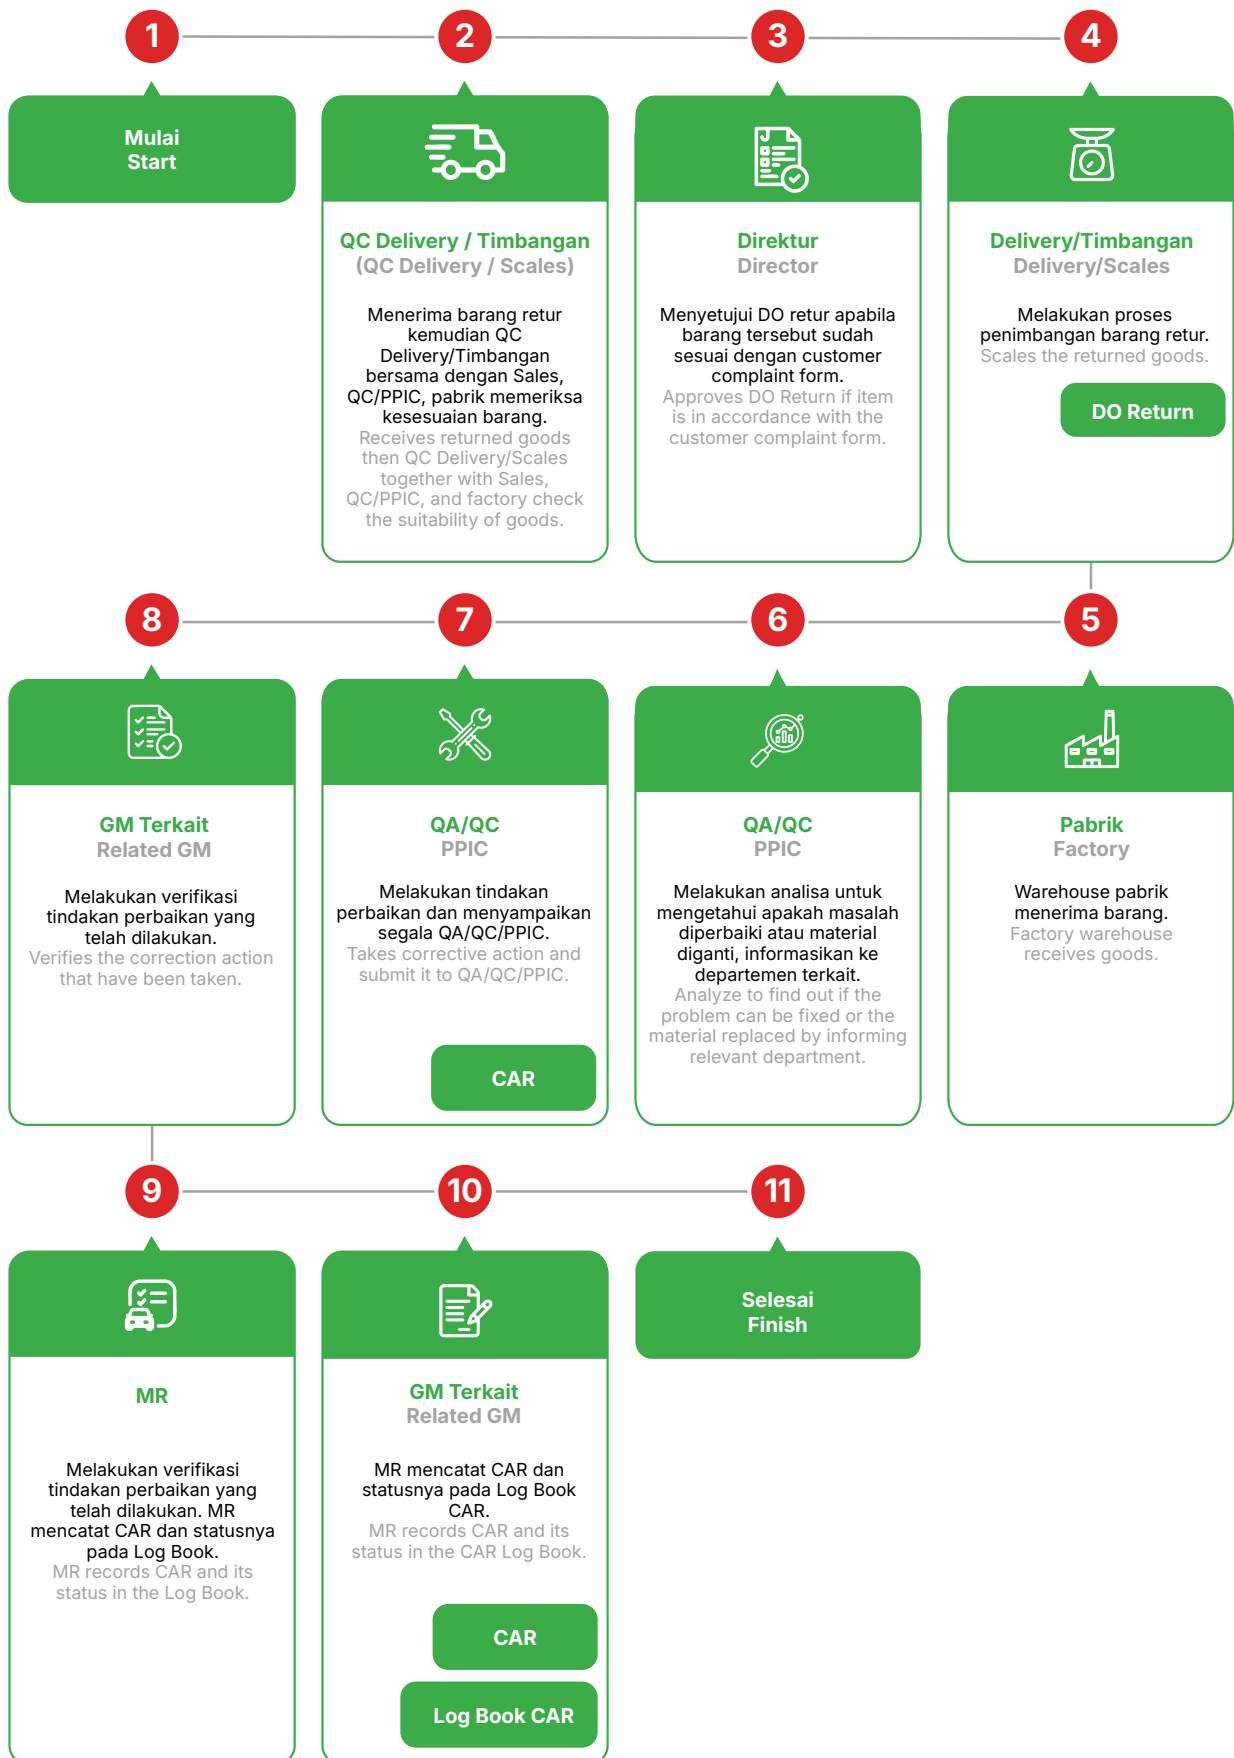 1
2
3
4
Mulai
Start
QC Delivery / Timbangan
(QC Delivery / Scales)
Menerima barang retur
kemudian QC
Delivery/Timbangan
bersama dengan Sales,
QC/PPIC, pabrik memeriksa
kesesuaian barang.
Receives returned goods
then QC Delivery/Scales
together with Sales,
QC/PPIC, and factory check
the suitability of goods.
Direktur
Director
Menyetujui DO retur apabila
barang tersebut sudah
sesuai dengan customer
complaint form.
Approves DO Return if item
is in accordance with the
customer complaint form.
Delivery/Timbangan
Delivery/Scales
Melakukan proses
penimbangan barang retur.
Scales the returned goods.
DO Return
5
Pabrik
Factory
Warehouse pabrik
menerima barang.
Factory warehouse
receives goods.
6
QA/QC
PPIC
Melakukan analisa untuk
mengetahui apakah masalah
diperbaiki atau material
diganti, informasikan ke
departemen terkait.
Analyze to find out if the
problem can be fixed or the
material replaced by informing
relevant department.
7
QA/QC
PPIC
Melakukan tindakan
perbaikan dan menyampaikan
segala QA/QC/PPIC.
Takes corrective action and
submit it to QA/QC/PPIC.
CAR
8
GM Terkait
Related GM
Melakukan verifikasi
tindakan perbaikan yang
telah dilakukan.
Verifies the correction action
that have been taken.
9
MR
Melakukan verifikasi
tindakan perbaikan yang
telah dilakukan. MR
mencatat CAR dan statusnya
pada Log Book.
MR records CAR and its
status in the Log Book.
10
GM Terkait
Related GM
MR mencatat CAR dan
statusnya pada Log Book
CAR.
MR records CAR and its
status in the CAR Log Book.
CAR
Log Book CAR
11
Selesai
Finish